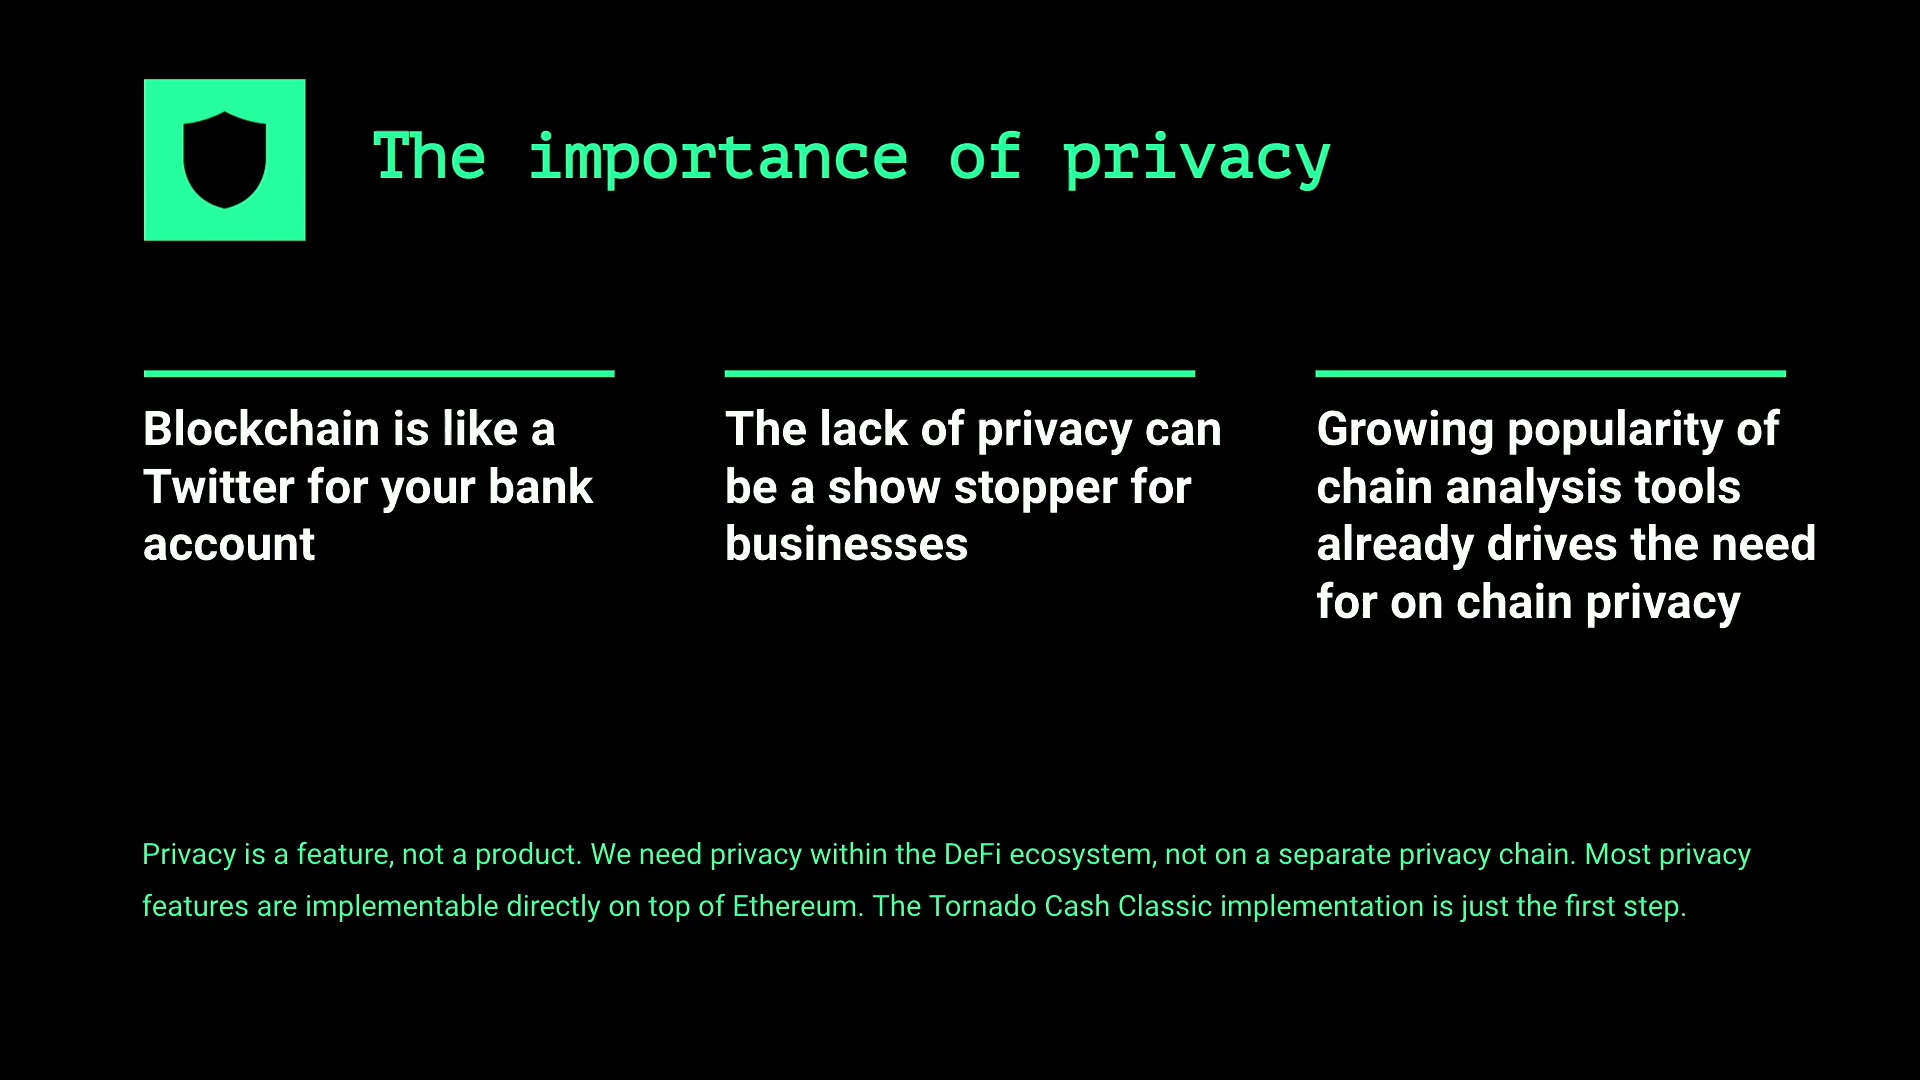 The importance of privacy
Blockchain is like a
Twitter for your bank
account
The lack of privacy can
be a show stopper for
businesses
Growing popularity of
chain analysis tools
already drives the need
for on chain privacy
Privacy is a feature, not a product. We need privacy within the DeFi ecosystem, not on a separate privacy chain. Most privacy
features are implementable directly on top of Ethereum. The Tornado Cash Classic implementation is just the first step.